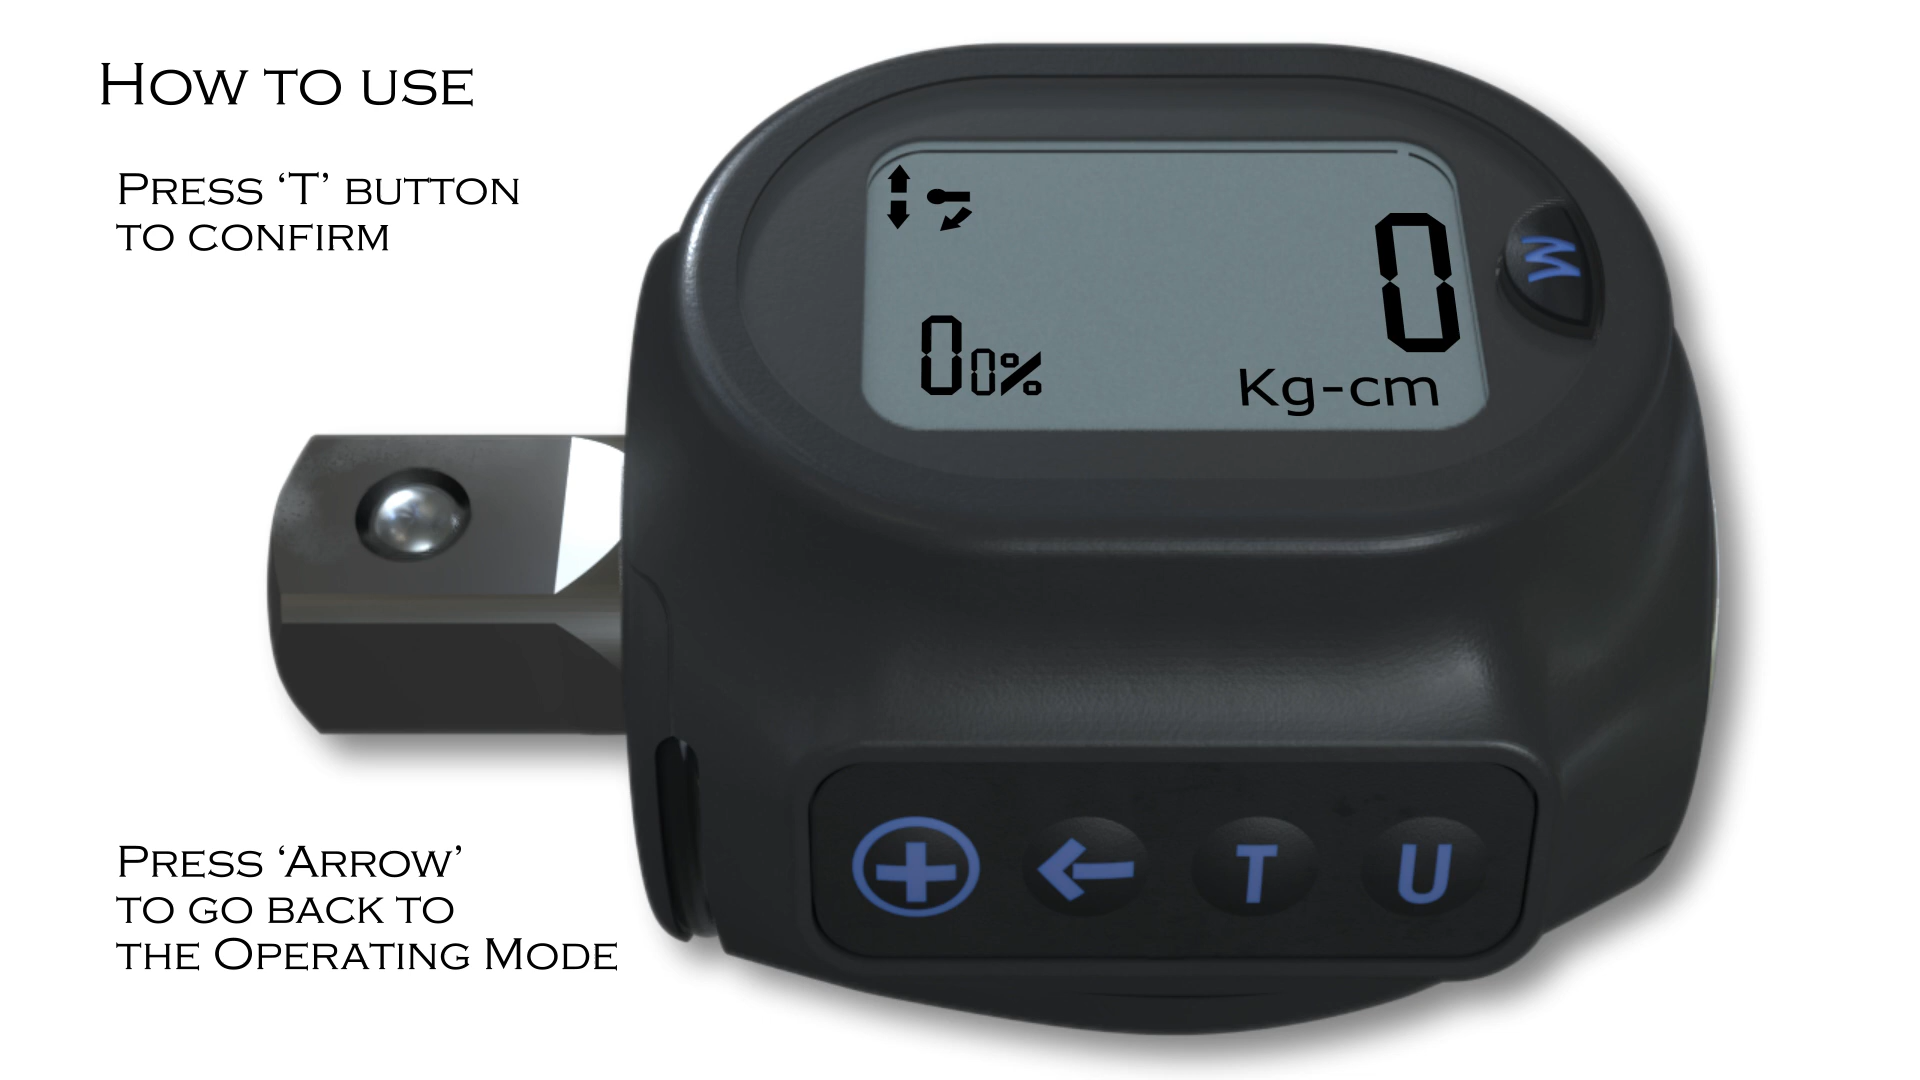 How to use
Press ‘T’ button
to confirm
0
00%
Kg-cm
M
T
U
Press ‘Arrow’
to go back to
the Operating Mode